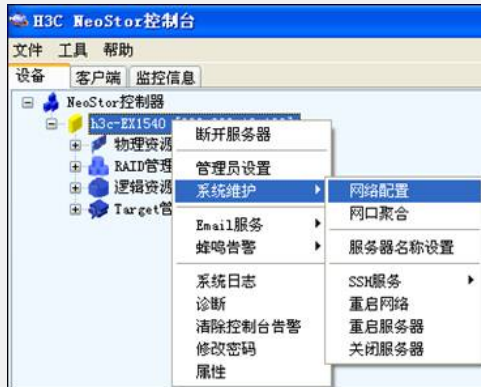 H3C NeoStor控制台
文件 工具 帮助
设备 客户端 监控信息
NeoStor控制器
h3c-EX1540
物理资源
RAID管理
逻辑资源
Target管
断开服务器
管理员设置
系统维护
Email服务
蜂鸣告警
系统日志
诊断
清除控制台告警
修改密码
属性
网络配置
网口聚合
服务器名称设置
SSH服务
重启网络
重启服务器
关闭服务器